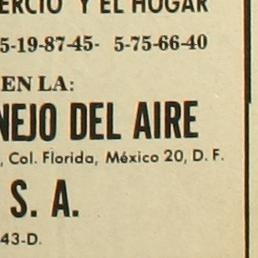 ERCIO Y EL HOGAR
5-19-87-45- 5-75-66-40
EN LA:
NEJO DEL AIRE
, Col. Florida, México 20, D. F.
S. A.
43-D.